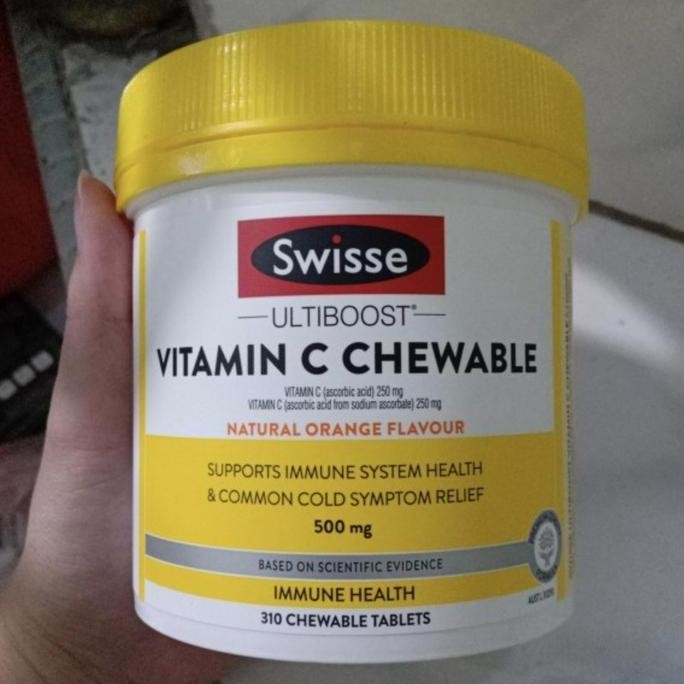 Swisse
ULTIBOOST®
VITAMIN C CHEWABLE
VITAMIN C (ascorbic acid) 250 mg
VITAMIN C (ascorbic acid from sodium ascorbate) 250 mg
NATURAL ORANGE FLAVOUR
SUPPORTS IMMUNE SYSTEM HEALTH
& COMMON COLD SYMPTOM RELIEF
500 mg
BASED ON SCIENTIFIC EVIDENCE
IMMUNE HEALTH
310 CHEWABLE TABLETS